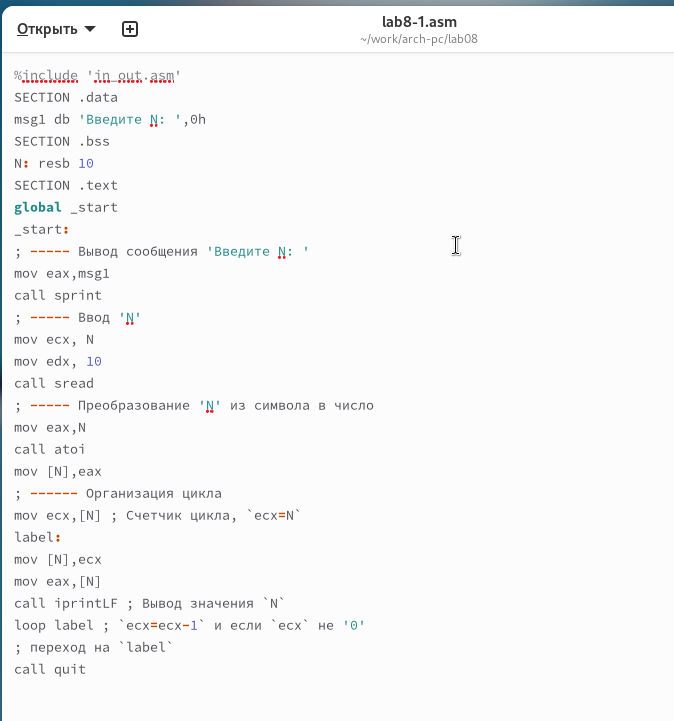 Открыть
lab8-1.asm
~/work/arch-pc/lab08
%include 'in_out.asm'
SECTION .data
msg1 db 'Введите N: ',0h
SECTION .bss
N: resb 10
SECTION .text
global _start
_start:
; ----- Вывод сообщения 'Введите N: '
mov eax,msg1
call sprint
; ----- Ввод 'N'
mov ecx, N
mov edx, 10
call sread
; ----- Преобразование 'N' из символа в число
mov eax,N
call atoi
mov [N],eax
; ------ Организация цикла
mov ecx,[N] ; Счетчик цикла, `ecx=N`
label:
mov [N],ecx
mov eax,[N]
call iprintLF ; Вывод значения `N`
loop label ; `ecx=ecx-1` и если `ecx` не '0'
; переход на `label`
call quit